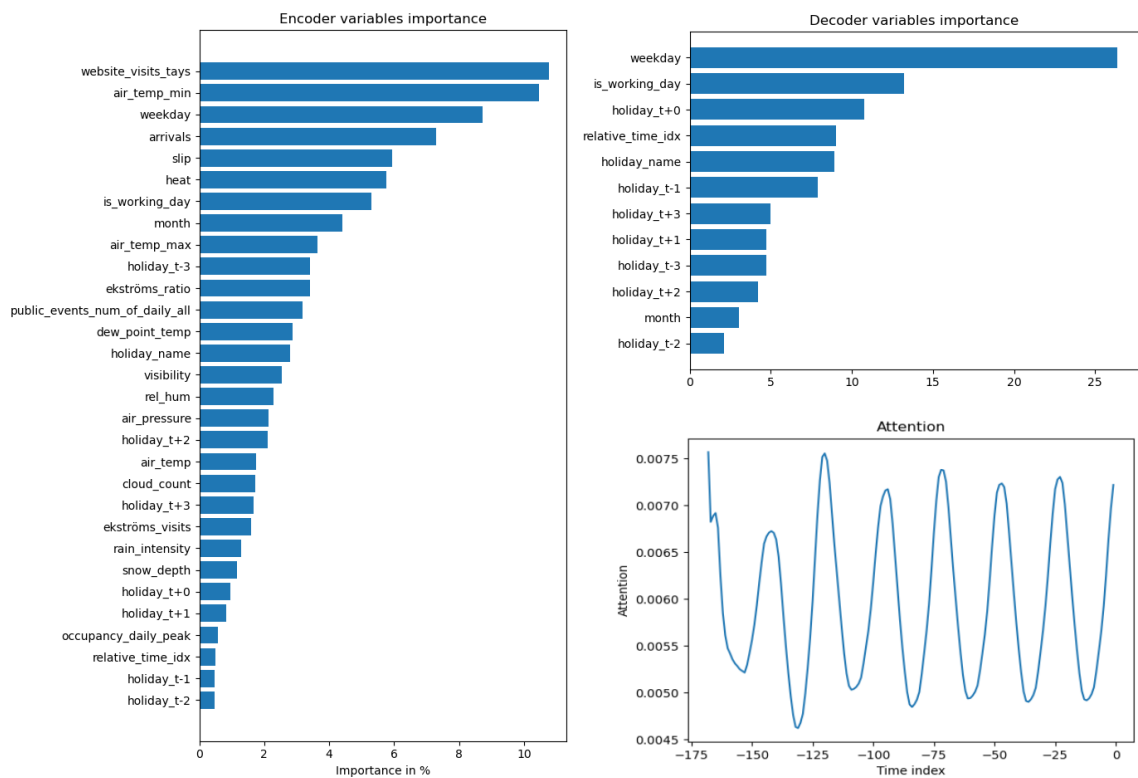 Encoder variables importance
website_visits_tays
air_temp_min
weekday
arrivals
slip
heat
is_working_day
month
air_temp_max
holiday_t-3
ekströms_ratio
public_events_num_of_daily_all
dew_point_temp
holiday_name
visibility
rel_hum
air_pressure
holiday_t+2
air_temp
cloud_count
holiday_t+3
ekströms_visits
rain_intensity
snow_depth
holiday_t+0
holiday_t+1
occupancy_daily_peak
relative_time_idx
holiday_t-1
holiday_t-2
0 2 4 6 8 10
Importance in %
Decoder variables importance
weekday
is_working_day
holiday_t+0
relative_time_idx
holiday_name
holiday_t-1
holiday_t+3
holiday_t+1
holiday_t-3
holiday_t+2
month
holiday_t-2
0 5 10 15 20 25
Attention
Attention
0.0075
0.0070
0.0065
0.0060
0.0055
0.0050
0.0045
−175 −150 −125 −100 −75 −50 −25 0
Time index